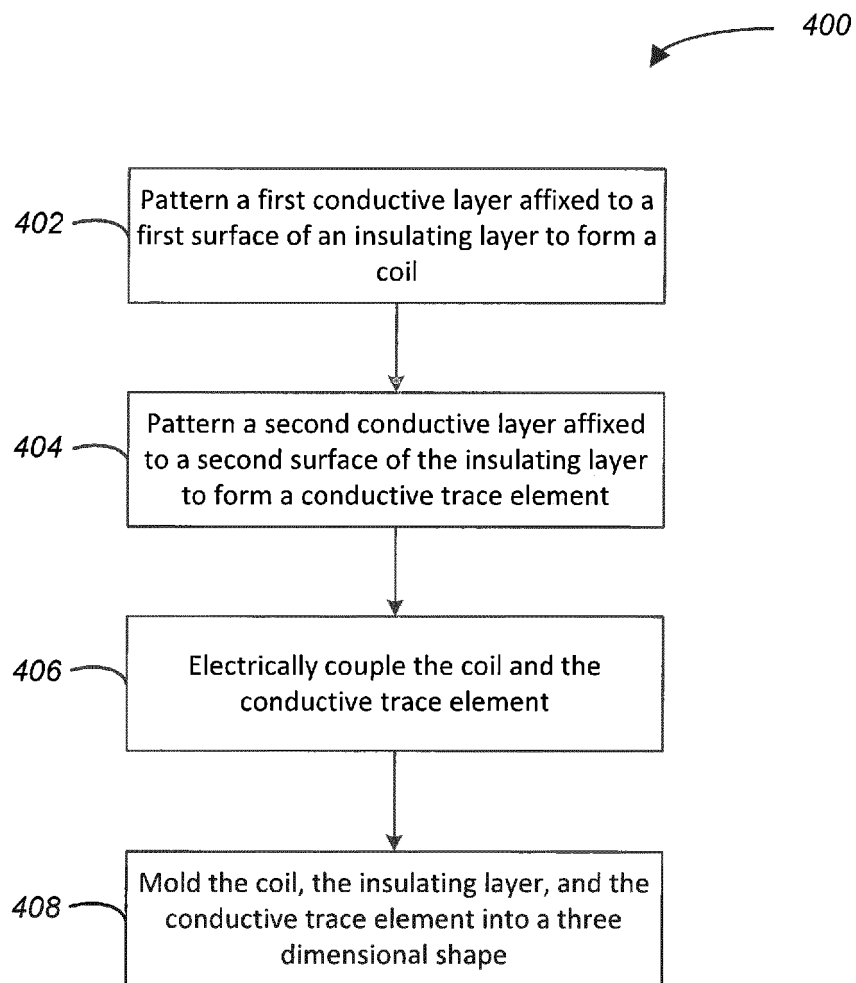 400
402
Pattern a first conductive layer affixed to a
first surface of an insulating layer to form a
coil
404
Pattern a second conductive layer affixed
to a second surface of the insulating layer
to form a conductive trace element
406
Electrically couple the coil and the
conductive trace element
408
Mold the coil, the insulating layer, and the
conductive trace element into a three
dimensional shape